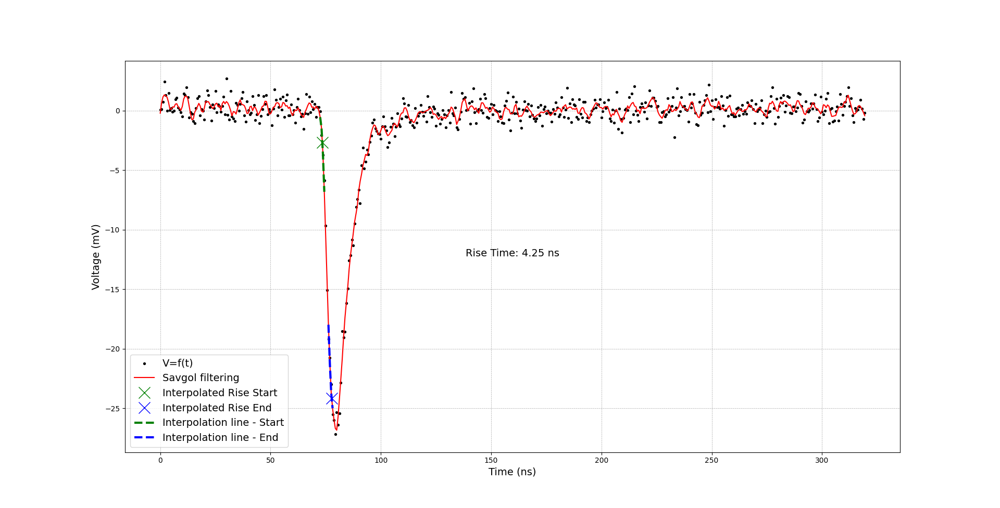 0
−5
−10
−15
−20
−25
Voltage (mV)
Rise Time: 4.25 ns
V=f(t)
Savgol filtering
Interpolated Rise Start
Interpolated Rise End
Interpolation line - Start
Interpolation line - End
0 50 100 150 200 250 300
Time (ns)